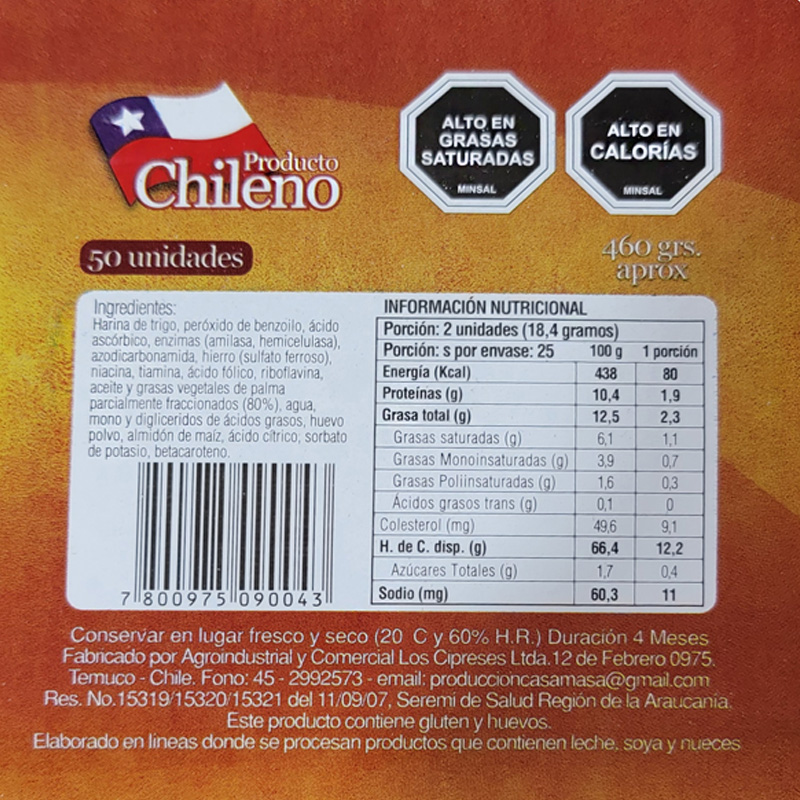 Producto
Chileno
ALTO EN
GRASAS
SATURADAS
MINSAL
ALTO EN
CALORÍAS
MINSAL
50 unidades
460 grs.
aprox
Ingredientes:
Harina de trigo, peróxido de benzoilo, ácido
ascórbico, enzimas (amilasa, hemicelulasa),
azodicarbonamida, hierro (sulfato ferroso),
niacina, tiamina, ácido fólico, riboflavina,
aceite y grasas vegetales de palma
parcialmente fraccionados (80%), agua,
mono y digliceridos de ácidos grasos, huevo
polvo, almidón de maíz, ácido cítrico; sorbato
de potasio, betacaroteno.
7 800975 090043
INFORMACIÓN NUTRICIONAL
Porción: 2 unidades (18,4 gramos)
Porción: s por envase: 25 100 g 1 porción
Energía (Kcal) 438 80
Proteínas (g) 10,4 1,9
Grasa total (g) 12,5 2,3
Grasas saturadas (g) 6,1 1,1
Grasas Monoinsaturadas (g) 3,9 0,7
Grasas Poliinsaturadas (g) 1,6 0,3
Ácidos grasos trans (g) 0,1 0
Colesterol (mg) 49,6 9,1
H. de C. disp. (g) 66,4 12,2
Azúcares Totales (g) 1,7 0,4
Sodio (mg) 60,3 11
Conservar en lugar fresco y seco (20 C y 60% H.R.) Duración 4 Meses
Fabricado por Agroindustrial y Comercial Los Cipreses Ltda.12 de Febrero 0975.
Temuco - Chile. Fono: 45 - 2992573 - email: produccioncasamasa@gmail.com
Res. No.15319/15320/15321 del 11/09/07, Seremi de Salud Región de la Araucanía.
Este producto contiene gluten y huevos.
Elaborado en lineas donde se procesan productos que contienen leche, soya y nueces